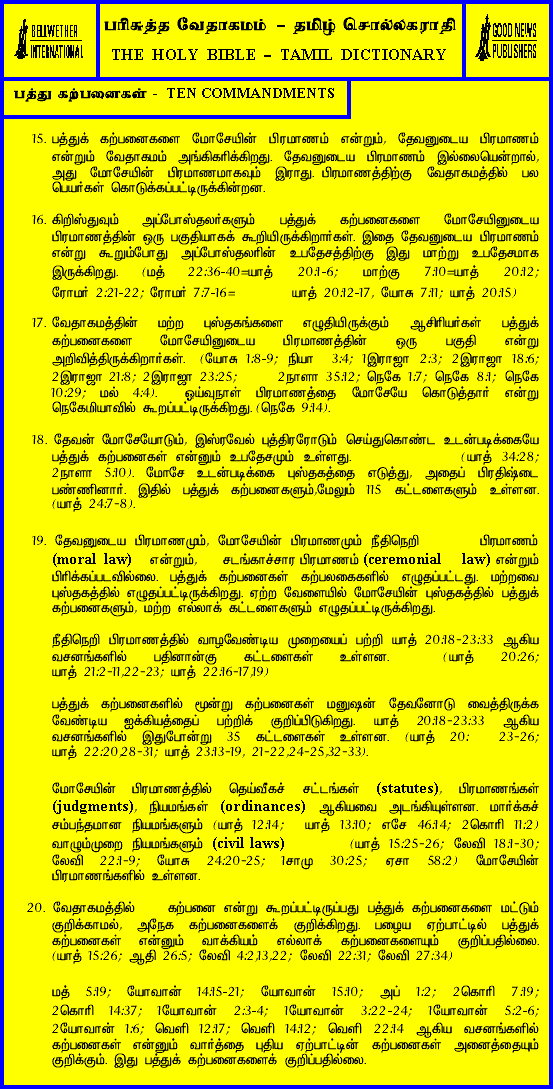 BELLWETHER
INTERNATIONAL
பரிசுத்த வேதாகமம் – தமிழ் சொல்லகராதி
THE HOLY BIBLE – TAMIL DICTIONARY
GOOD NEWS
PUBLISHERS
பத்து கற்பனைகள் - TEN COMMANDMENTS
15. பத்துக் கற்பனைகளை மோசேயின் பிரமாணம் என்றும், தேவனுடைய பிரமாணம்
என்றும் வேதாகமம் அங்கிகரிக்கிறது. தேவனுடைய பிரமாணம் இல்லையென்றால்,
அது மோசேயின் பிரமாணமாகவும் இராது. பிரமாணத்திற்கு வேதாகமத்தில் பல
பெயர்கள் கொடுக்கப்பட்டிருக்கின்றன.
16. கிறிஸ்துவும் அப்போஸ்தலர்களும் பத்துக் கற்பனைகளை மோசேயினுடைய
பிரமாணத்தின் ஒரு பகுதியாகக் கூறியிருக்கிறார்கள். இதை தேவனுடைய பிரமாணம்
என்று கூறும்போது அப்போஸ்தலரின் உபதேசத்திற்கு இது மாற்று உபதேசமாக
இருக்கிறது. (மத் 22:36-40=யாத் 20:1-6; மாற்கு 7:10=யாத் 20:12;
ரோமர் 2:21-22; ரோமர் 7:7-16= யாத் 20:12-17, யோசு 7:11; யாத் 20:15)
17. வேதாகமத்தின் மற்ற புஸ்தகங்களை எழுதியிருக்கும் ஆசிரியர்கள் பத்துக்
கற்பனைகளை மோசேயினுடைய பிரமாணத்தின் ஒரு பகுதி என்று
அறிவித்திருக்கிறார்கள். (யோசு 1:8-9; நியா 3:4; 1இராஜா 2:3; 2இராஜா 18:6;
2இராஜா 21:8; 2இராஜா 23:25; 2நாளா 35:12; நெகே 1:7; நெகே 8:1; நெகே
10:29; மல் 4:4). ஓய்வுநாள் பிரமாணத்தை மோசேயே கொடுத்தார் என்று
நெகேமியாவில் கூறப்பட்டிருக்கிறது. (நெகே 9:14).
18. தேவன் மோசேயோடும், இஸ்ரவேல் புத்திரரோடும் செய்துகொண்ட உடன்படிக்கையே
பத்துக் கற்பனைகள் என்னும் உபதேசமும் உள்ளது. (யாத் 34:28;
2நாளா 5:10). மோசே உடன்படிக்கை புஸ்தகத்தை எடுத்து, அதைப் பிரதிஷ்டை
பண்ணினார். இதில் பத்துக் கற்பனைகளும்,மேலும் 115 கட்டளைகளும் உள்ளன.
(யாத் 24:7-8).
19. தேவனுடைய பிரமாணமும், மோசேயின் பிரமாணமும் நீதிநெறி பிரமாணம்
(moral law) என்றும், சடங்காச்சார பிரமாணம் (ceremonial law) என்றும்
பிரிக்கப்படவில்லை. பத்துக் கற்பனைகள் கற்பலகைகளில் எழுதப்பட்டது. மற்றவை
புஸ்தகத்தில் எழுதப்பட்டிருக்கிறது. ஏற்ற வேளையில் மோசேயின் புஸ்தகத்தில் பத்துக்
கற்பனைகளும், மற்ற எல்லாக் கட்டளைகளும் எழுதப்பட்டிருக்கிறது.
நீதிநெறி பிரமாணத்தில் வாழவேண்டிய முறையைப் பற்றி யாத் 20:18-23:33 ஆகிய
வசனங்களில் பதினான்கு கட்டளைகள் உள்ளன. (யாத் 20:26;
யாத் 21:2-11,22-23; யாத் 22:16-17,19)
பத்துக் கற்பனைகளில் மூன்று கற்பனைகள் மனுஷன் தேவனோடு வைத்திருக்க
வேண்டிய ஐக்கியத்தைப் பற்றிக் குறிப்பிடுகிறது. யாத் 20:18-23:33 ஆகிய
வசனங்களில் இதுபோன்று 35 கட்டளைகள் உள்ளன. (யாத் 20: 23-26;
யாத் 22:20,28-31; யாத் 23:13-19, 21-22,24-25,32-33).
மோசேயின் பிரமாணத்தில் தெய்வீகச் சட்டங்கள் (statutes), பிரமாணங்கள்
(judgments), நியமங்கள் (ordinances) ஆகியவை அடங்கியுள்ளன. மார்க்கச்
சம்பந்தமான நியமங்களும் (யாத் 12:14; யாத் 13:10; எசே 46:14; 2கொரி 11:2)
வாழும்முறை நியமங்களும் (civil laws) (யாத் 15:25-26; லேவி 18:1-30;
லேவி 22:1-9; யோசு 24:20-25; 1சாமு 30:25; ஏசா 58:2) மோசேயின்
பிரமாணங்களில் உள்ளன.
20. வேதாகமத்தில் கற்பனை என்று கூறப்பட்டிருப்பது பத்துக் கற்பனைகளை மட்டும்
குறிக்காமல், அநேக கற்பனைகளைக் குறிக்கிறது. பழைய ஏற்பாட்டில் பத்துக்
கற்பனைகள் என்னும் வாக்கியம் எல்லாக் கற்பனைகளையும் குறிப்பதில்லை.
(யாத் 15:26; ஆதி 26:5; லேவி 4:2,13,22; லேவி 22:31; லேவி 27:34)
மத் 5:19; யோவான் 14:15-21; யோவான் 15:10; அப் 1:2; 2கொரி 7:19;
2கொரி 14:37; 1யோவான் 2:3-4; 1யோவான் 3:22-24; 1யோவான் 5:2-6;
2யோவான் 1:6; வெளி 12:17; வெளி 14:12; வெளி 22:14 ஆகிய வசனங்களில்
கற்பனைகள் என்னும் வார்த்தை புதிய ஏற்பாட்டின் கற்பனைகள் அனைத்தையும்
குறிக்கும். இது பத்துக் கற்பனைகளைக் குறிப்பதில்லை.